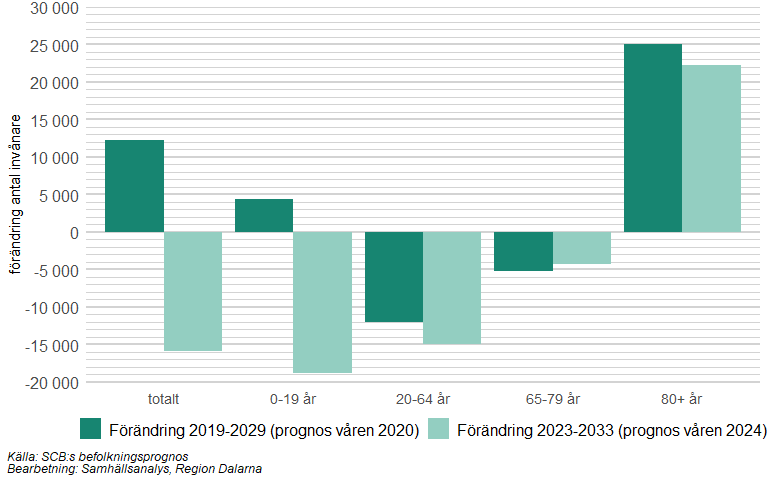 30 000
25 000
20 000
15 000
10 000
5 000
0
-5 000
-10 000
-15 000
-20 000
förändring antal invånare
totalt 0-19 år 20-64 år 65-79 år 80+ år
Förändring 2019-2029 (prognos våren 2020) Förändring 2023-2033 (prognos våren 2024)
Källa: SCB:s befolkningsprognos
Bearbetning: Samhällsanalys, Region Dalarna